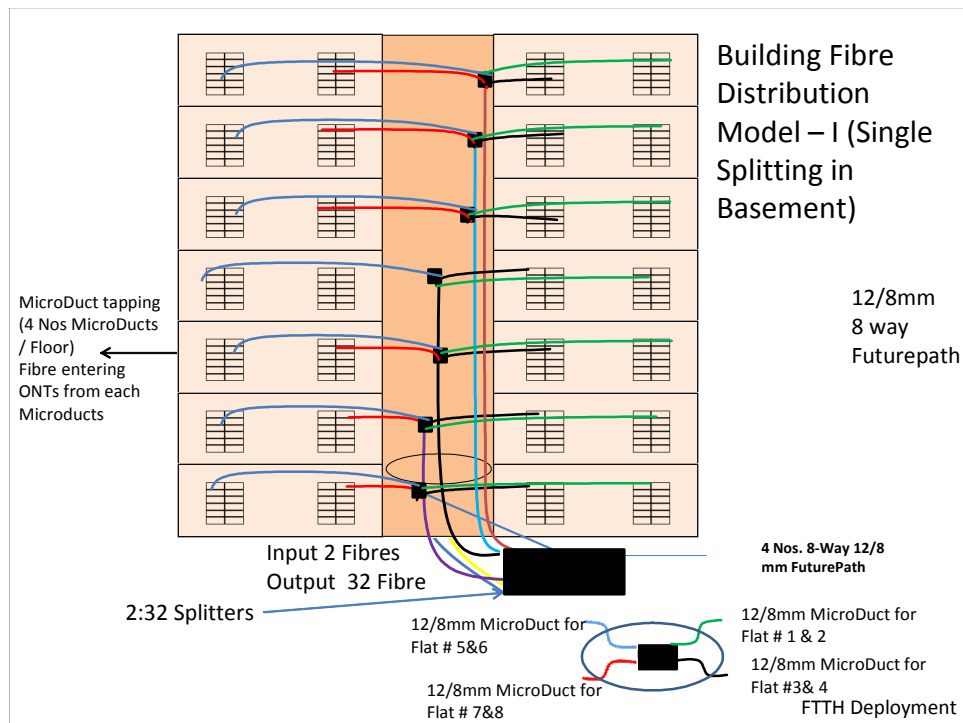 Building Fibre
Distribution
Model – I (Single
Splitting in
Basement)
12/8mm
8 way
Futurepath
MicroDuct tapping
(4 Nos MicroDucts
/ Floor)
Fibre entering
ONTs from each
Microducts
Input 2 Fibres
Output  32 Fibre
2:32 Splitters
4 Nos. 8-Way 12/8
mm FuturePath
12/8mm MicroDuct for
Flat # 5&6
12/8mm MicroDuct for
Flat # 1 & 2
12/8mm MicroDuct for
Flat #3& 4
12/8mm MicroDuct for
Flat # 7&8
FTTH Deployment